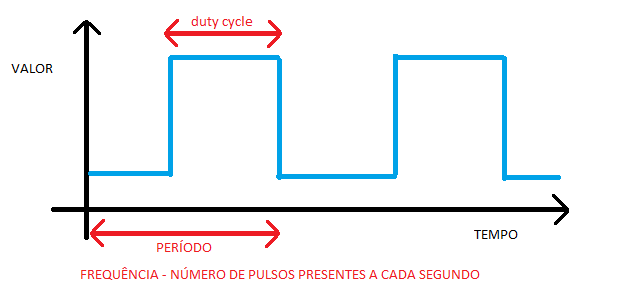 duty cycle
VALOR
TEMPO
PERÍODO
FREQUÊNCIA - NÚMERO DE PULSOS PRESENTES A CADA SEGUNDO